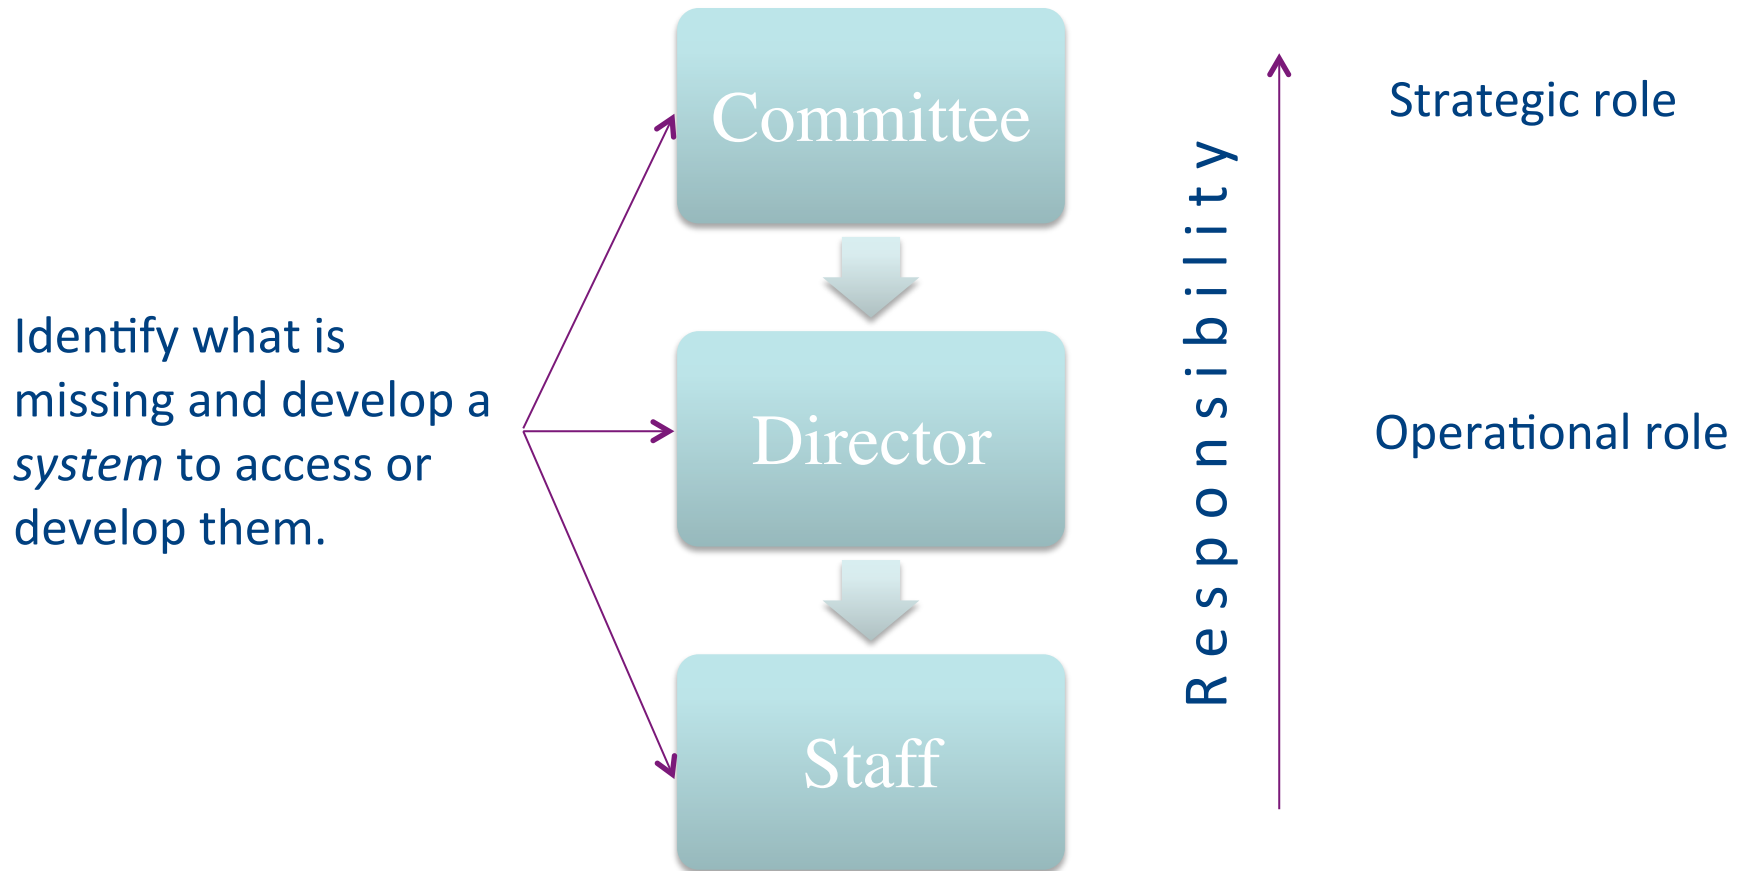 Identify what is
missing and develop a
system to access or
develop them.
Committee
Director
Staff
Responsibility
Strategic role
Operational role